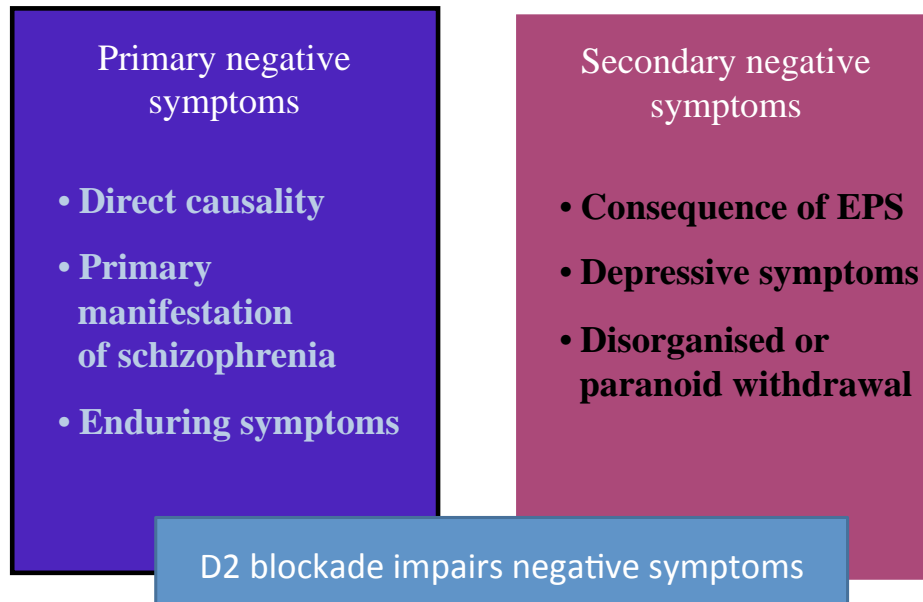 Primary negative
symptoms
• Direct causality
• Primary
manifestation
of schizophrenia
• Enduring symptoms
Secondary negative
symptoms
• Consequence of EPS
• Depressive symptoms
• Disorganised or
paranoid withdrawal
D2 blockade impairs negative symptoms